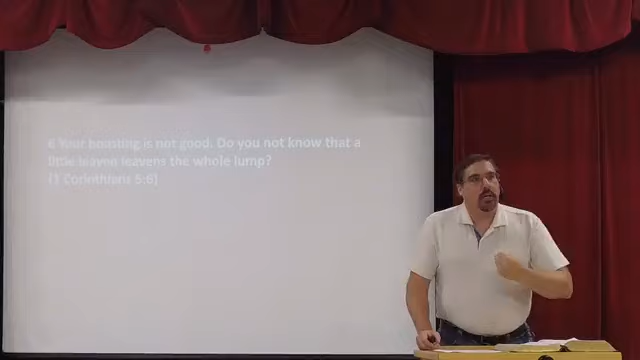 6 Your boasting is not good. Do you not know that a
little leaven leavens the whole lump?
(1 Corinthians 5:6)